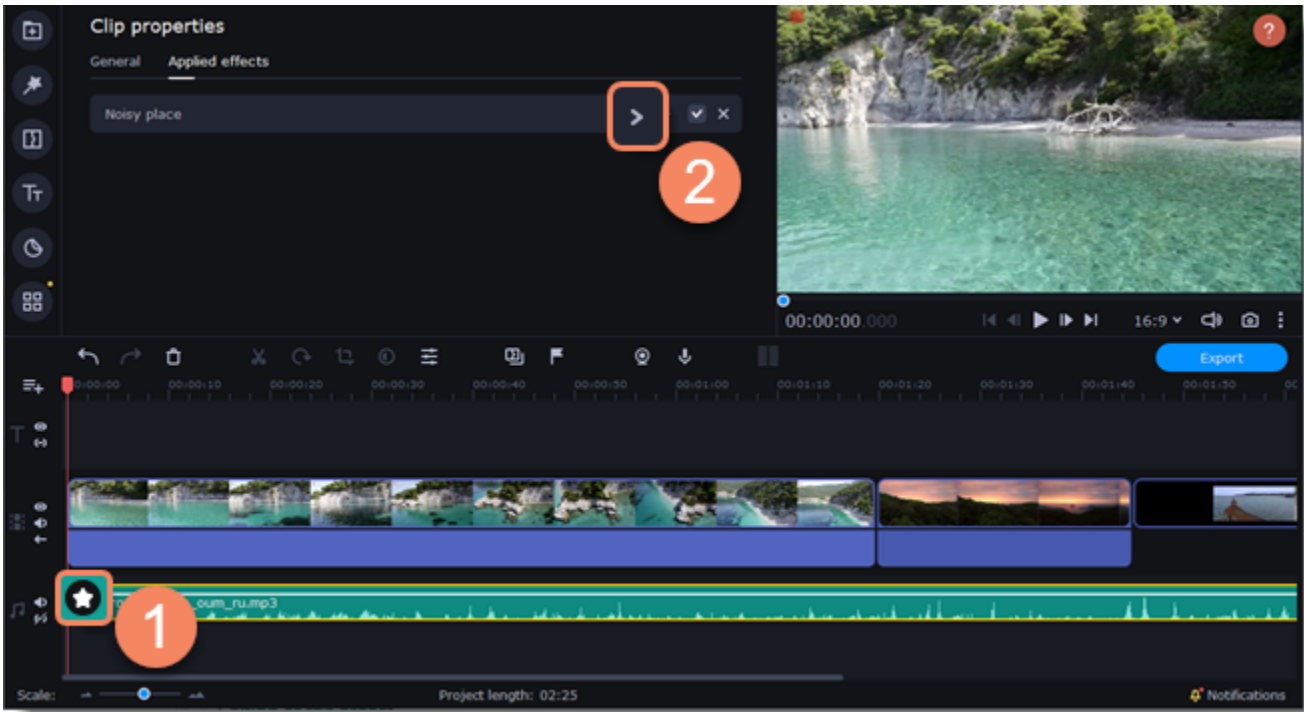 Clip properties
?
General Applied effects
Noisy place
2
Tт
00:00:00.000
16:9
Export
0:00:00 00:00:10 00:00:20 00:00:30 00:00:40 00:00:50 00:01:00 00:01:10 00:01:20 00:01:30 00:01:40 00:01:50 00
T
_oum_ru.mp3
1
Scale:
Project length: 02:25
Notifications